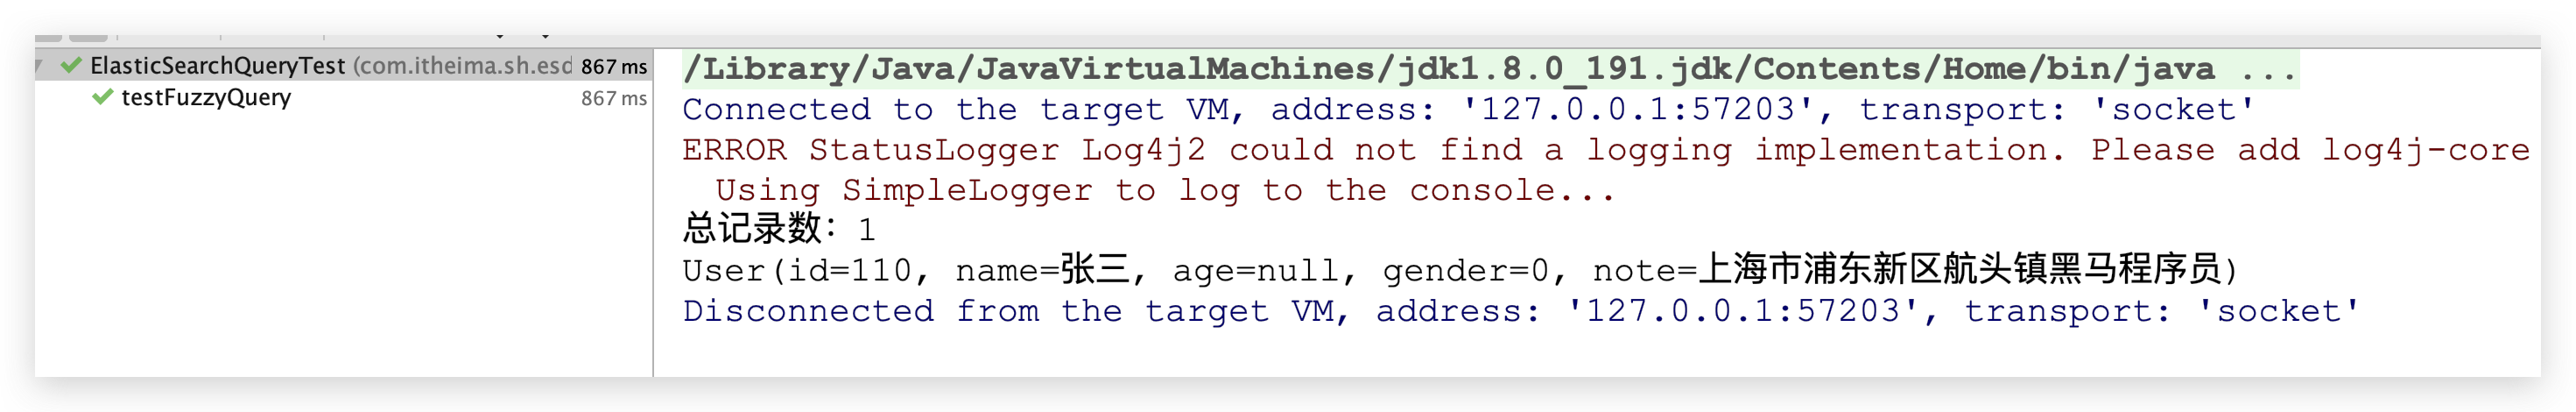 ElasticSearchQueryTest (com.itheima.sh.esd 867 ms
testFuzzyQuery 867 ms
/Library/Java/JavaVirtualMachines/jdk1.8.0_191.jdk/Contents/Home/bin/java ...
Connected to the target VM, address: '127.0.0.1:57203', transport: 'socket'
ERROR StatusLogger Log4j2 could not find a logging implementation. Please add log4j-core
Using SimpleLogger to log to the console...
总记录数：1
User(id=110, name=张三, age=null, gender=0, note=上海市浦东新区航头镇黑马程序员)
Disconnected from the target VM, address: '127.0.0.1:57203', transport: 'socket'